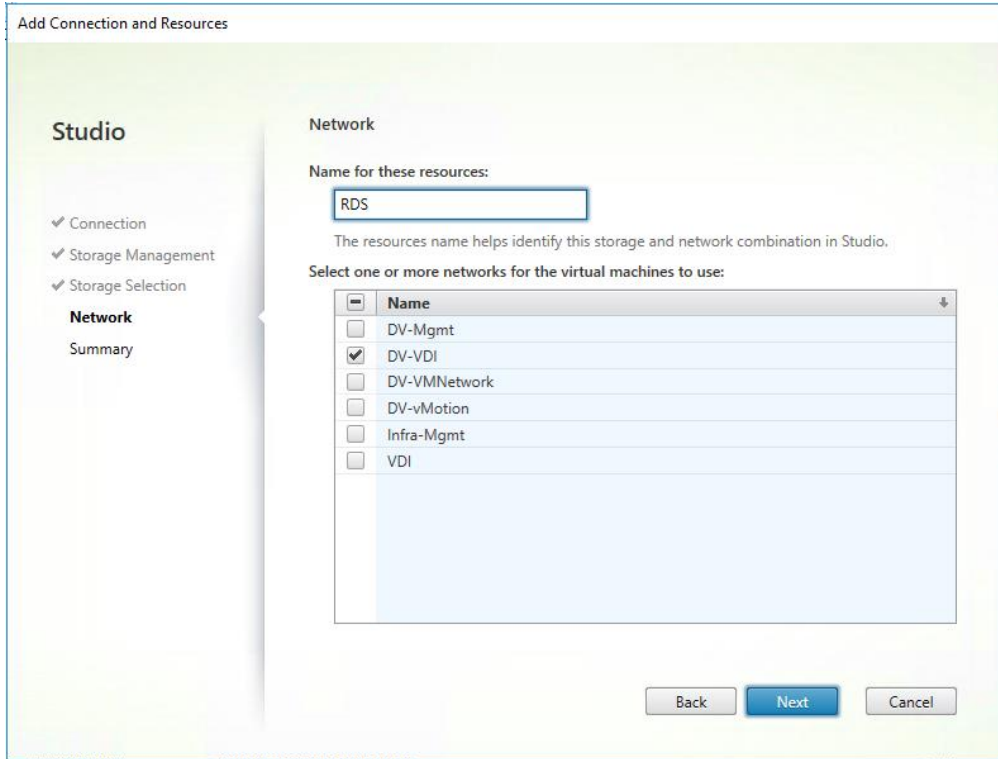 Add Connection and Resources
Studio
Connection
Storage Management
Storage Selection
Network
Summary
Network
Name for these resources:
RDS
The resources name helps identify this storage and network combination in Studio.
Select one or more networks for the virtual machines to use:
Name
DV-Mgmt
DV-VDI
DV-VMNetwork
DV-vMotion
Infra-Mgmt
VDI
Back
Next
Cancel